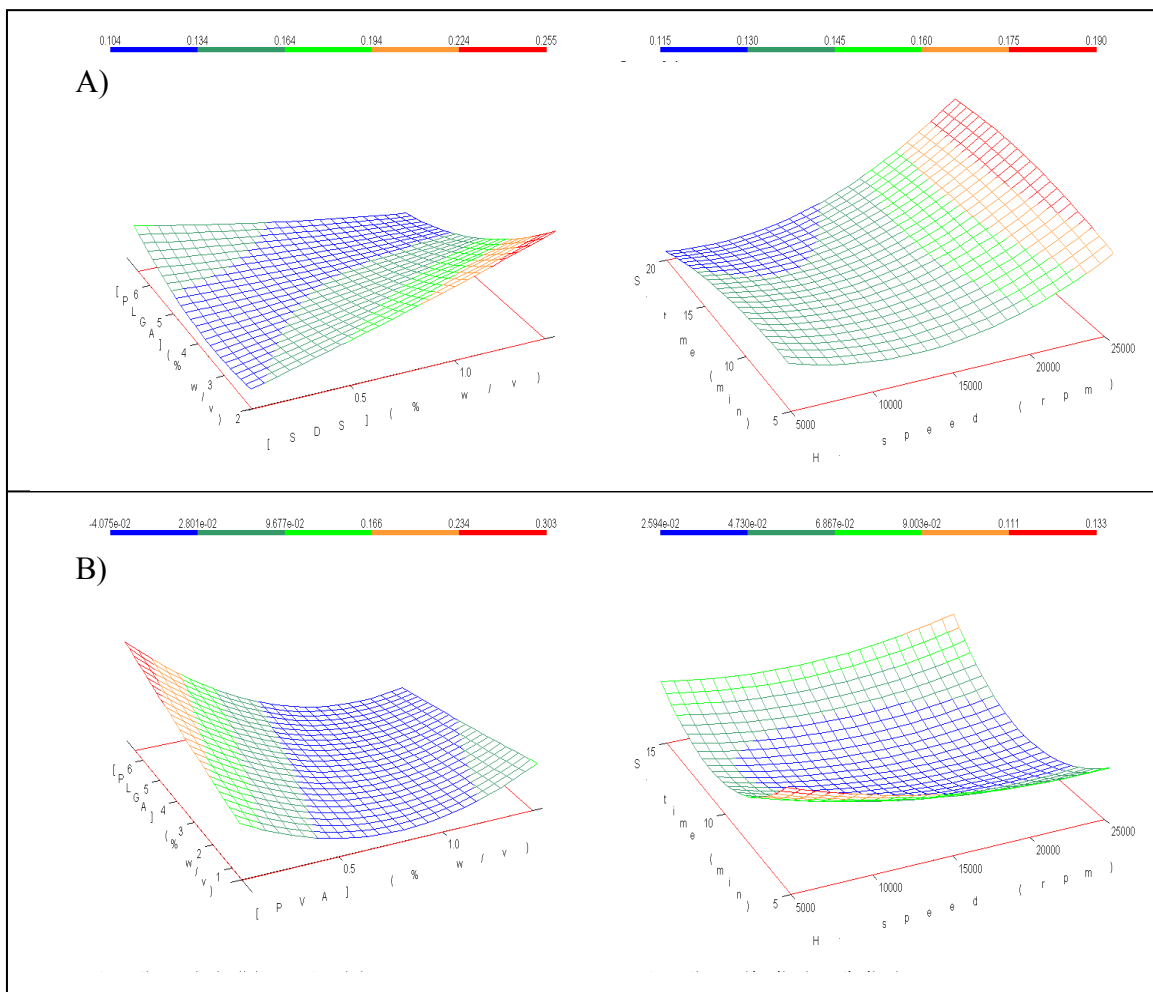 0.104 0.134 0.164 0.194 0.224 0.255
0.115 0.130 0.145 0.160 0.175 0.190
A)
[PLGA] (% w/v)
6
5
4
3
2
0.5
1.0
[SDS] (% w/v)
S
t
me (min)
20
15
10
5
5000
10000
15000
20000
25000
H
speed (rpm)
-4.075e-02 2.801e-02 9.677e-02 0.166 0.234 0.303
2.594e-02 4.730e-02 6.867e-02 9.003e-02 0.111 0.133
B)
[PLGA] (% w/v)
6
5
4
3
2
1
0.5
1.0
[PVA] (% w/v)
S
time (min)
15
10
5
5000
10000
15000
20000
25000
H
speed (rpm)